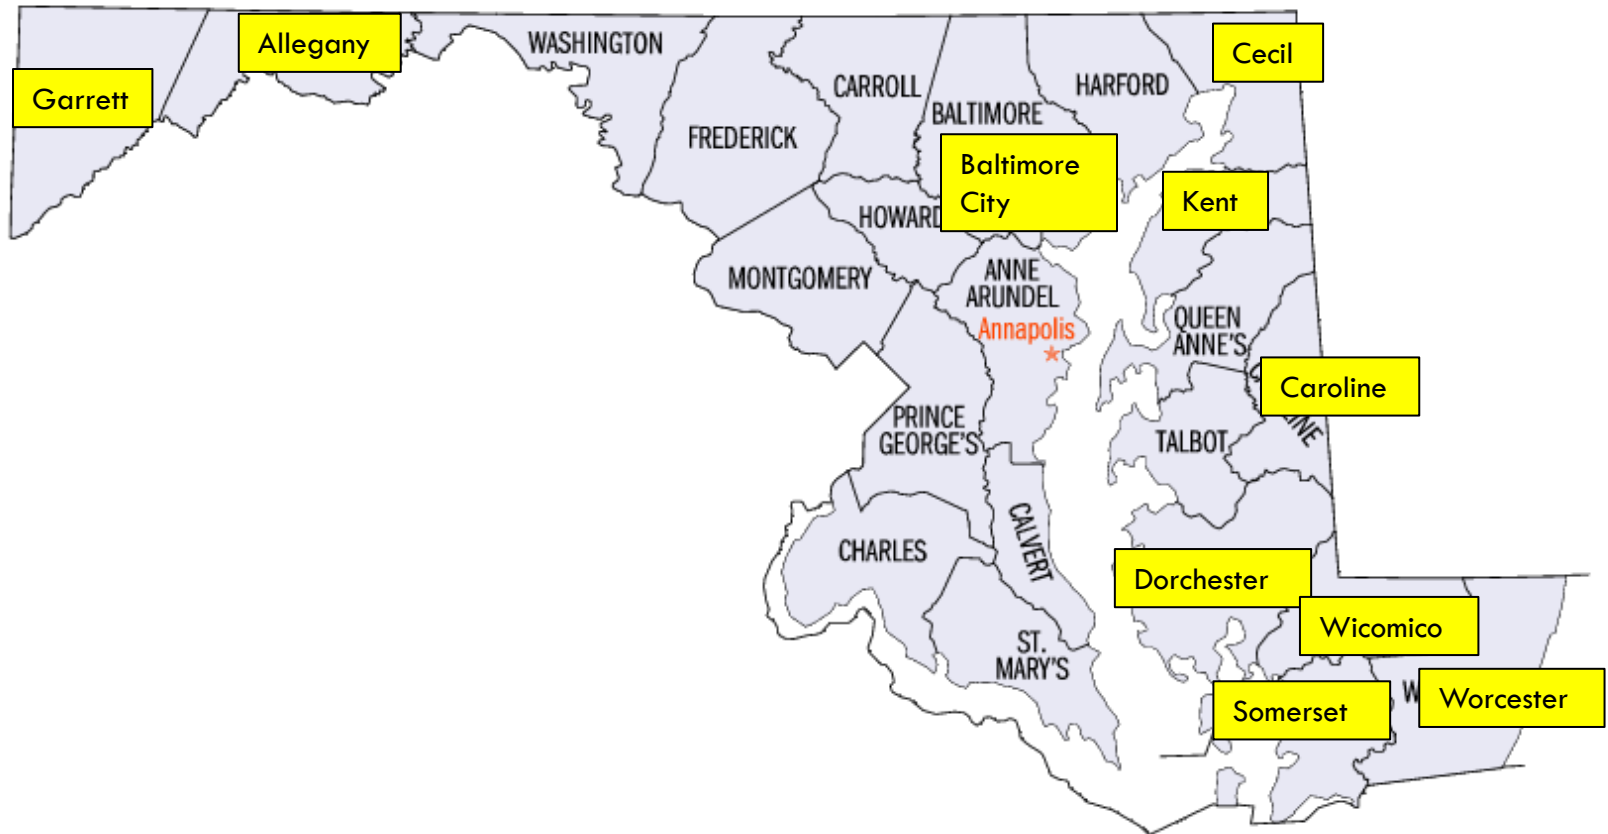 Allegany
WASHINGTON
Cecil
Garrett
CARROLL
HARFORD
BALTIMORE
FREDERICK
Baltimore
City
Kent
HOWARD
MONTGOMERY
ANNE
ARUNDEL
Annapolis
QUEEN
ANNE'S
Caroline
PRINCE
GEORGE'S
TALBOT
CALVERT
CHARLES
Dorchester
Wicomico
ST.
MARY'S
Somerset
Worcester